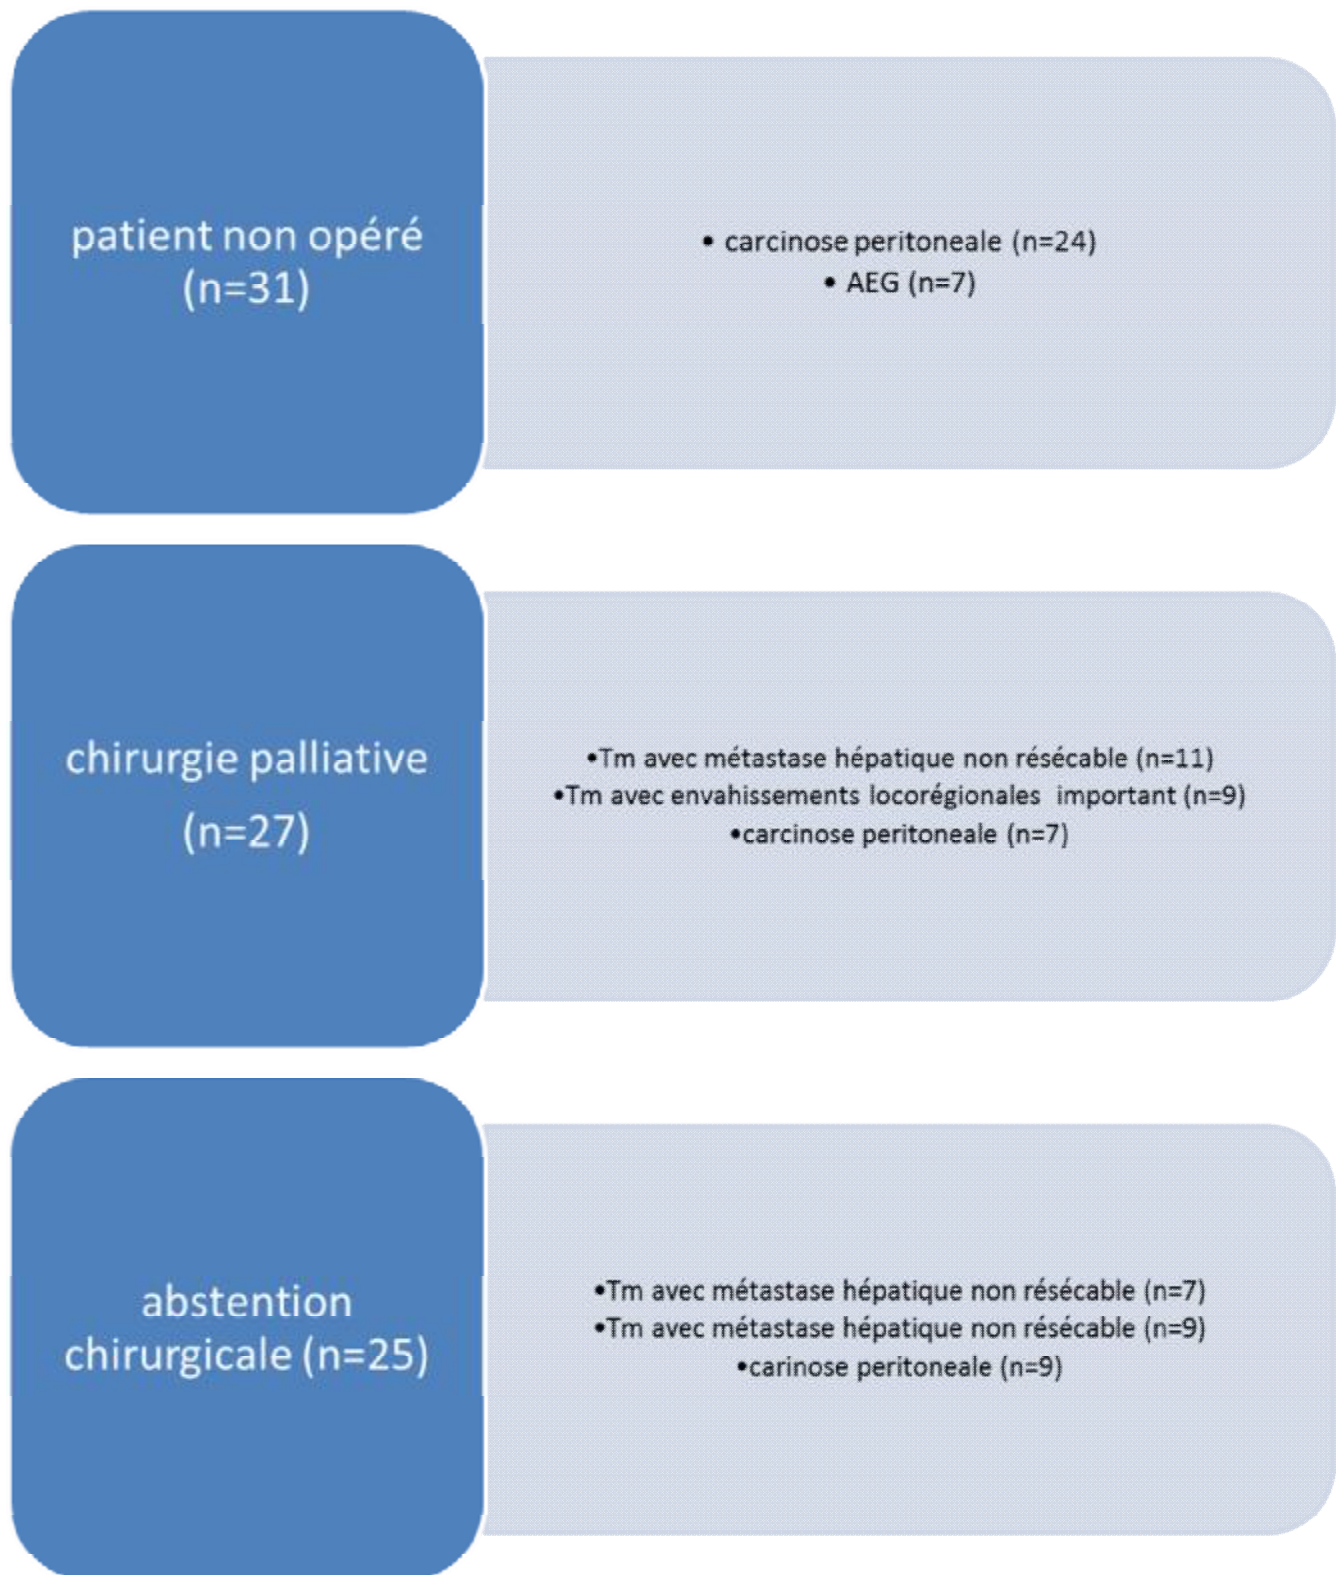 patient non opéré
(n=31)
• carcinose peritoneale (n=24)
• AEG (n=7)
chirurgie palliative
(n=27)
•Tm avec métastase hépatique non résécable (n=11)
•Tm avec envahissements locorégionales important (n=9)
•carcinose peritoneale (n=7)
abstention
chirurgicale (n=25)
•Tm avec métastase hépatique non résécable (n=7)
•Tm avec métastase hépatique non résécable (n=9)
•carinose peritoneale (n=9)